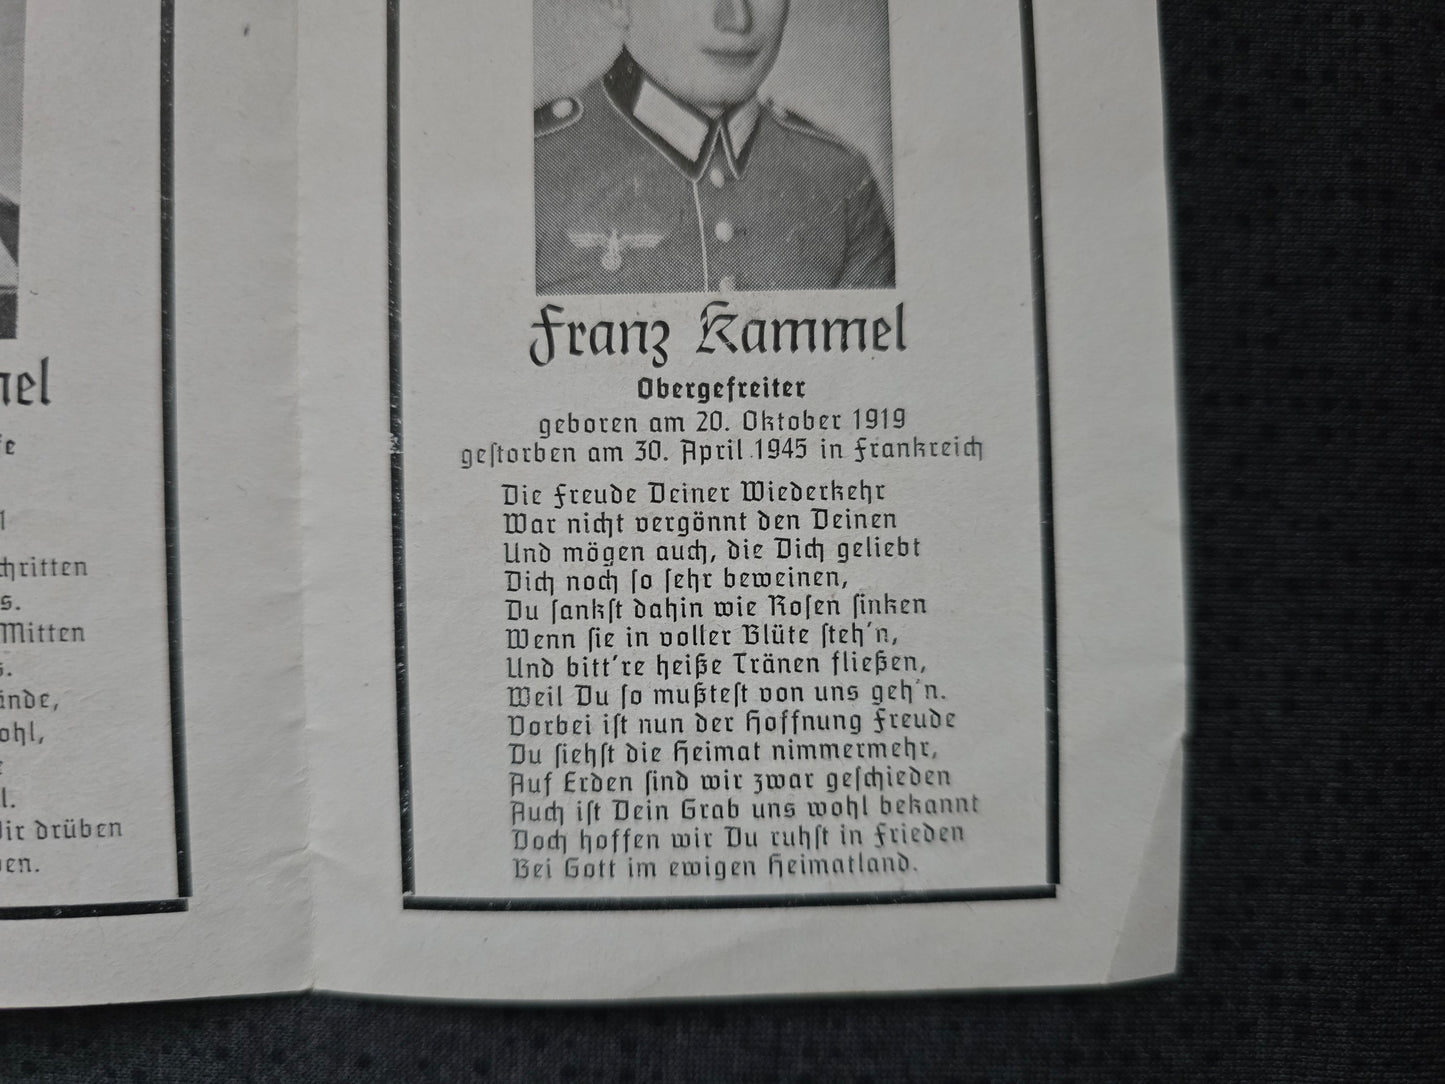 Franz Kammel
Obergefreiter
geboren am 20. Oktober 1919
gestorben am 30. April 1945 in Frankreich
Die Freude Deiner Wiederkehr
War nicht vergönnt den Deinen
Und mögen auch, die Dich geliebt
Dich noch so sehr beweinen,
Du sankst dahin wie Rosen sinken
Wenn sie in voller Blüte steh'n,
Und bitt're heiße Tränen fließen,
Weil Du so mußtest von uns geh'n.
Vorbei ist nun der Hoffnung Freude
Du siehst die Heimat nimmermehr,
Auf Erden sind wir zwar geschieden
Auch ist Dein Grab uns wohl bekannt
Doch hoffen wir Du ruhst in Frieden
Bei Gott im ewigen Heimatland.
Mitten
drüben